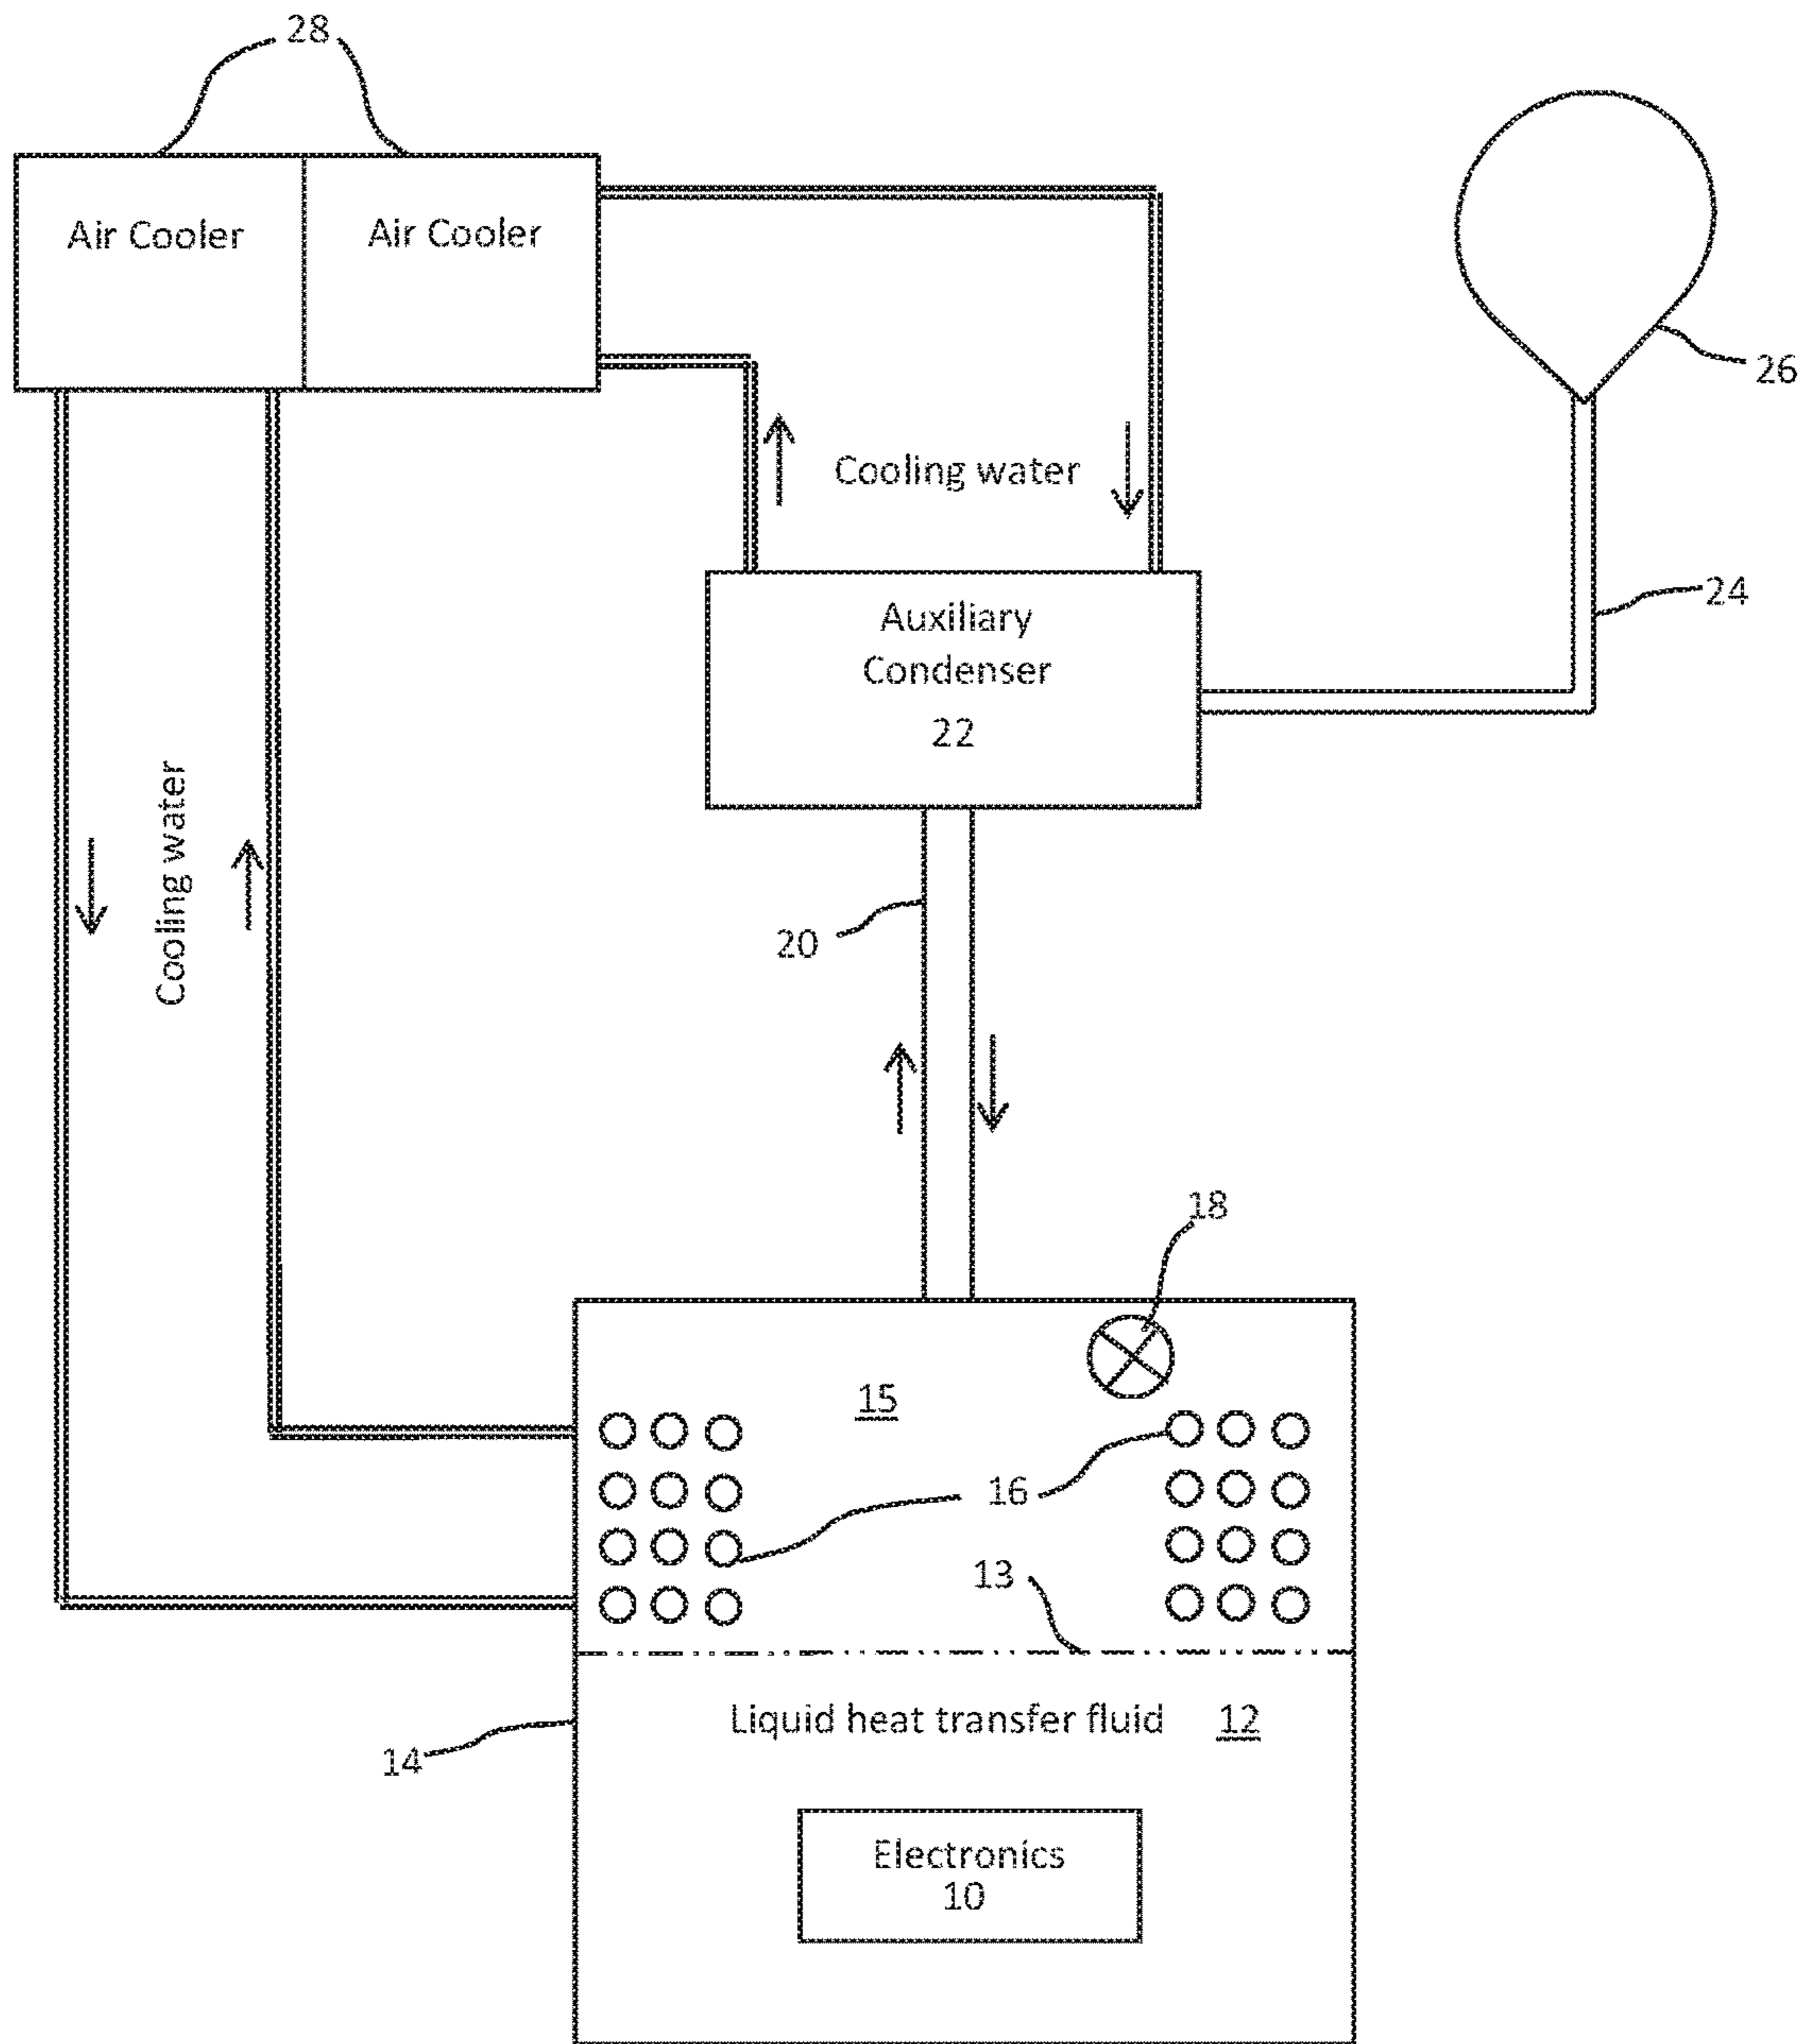 28
Air Cooler
Air Cooler
26
Cooling water
24
Auxiliary
Condenser
22
Cooling water
20
18
15
16
13
Liquid heat transfer fluid 12
14
Electronics
10